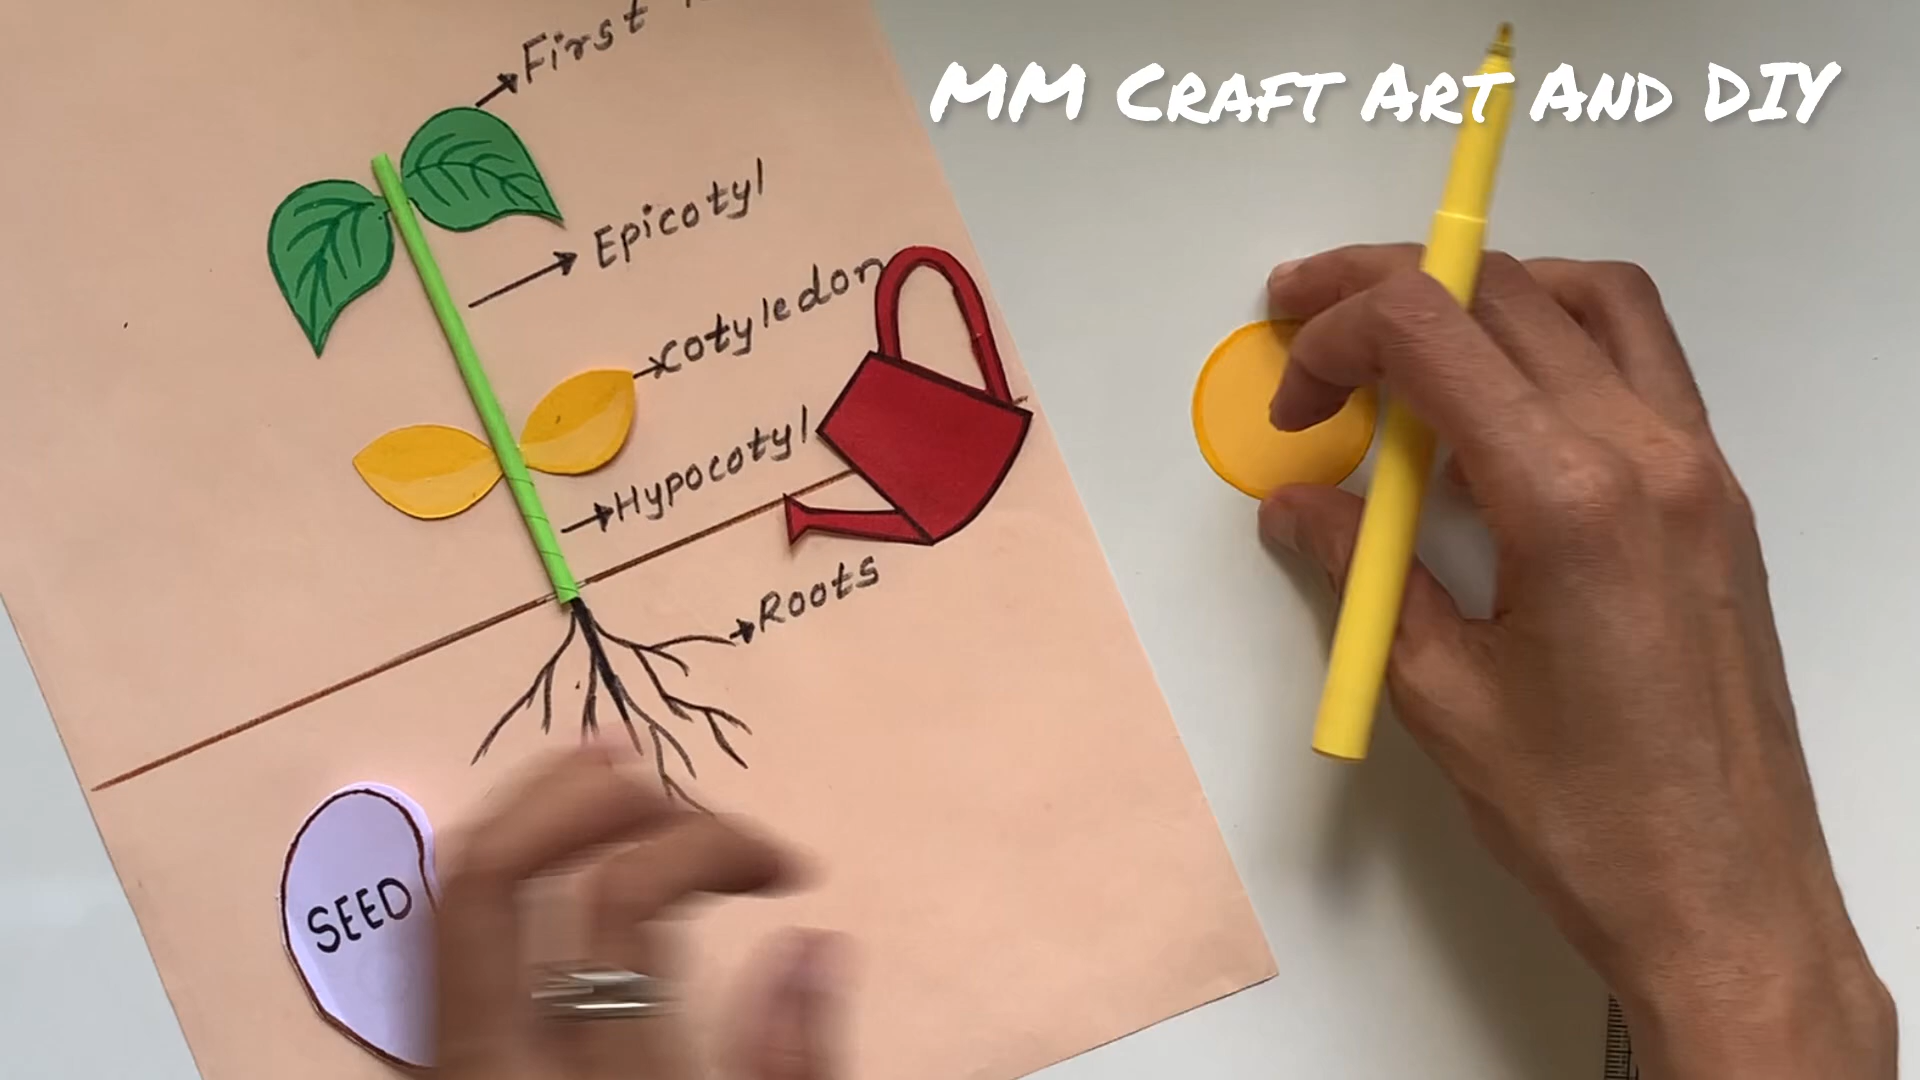 MM CRAFT ART AND DIY
First
Epicotyl
cotyledon
Hypocotyl
Roots
SEED